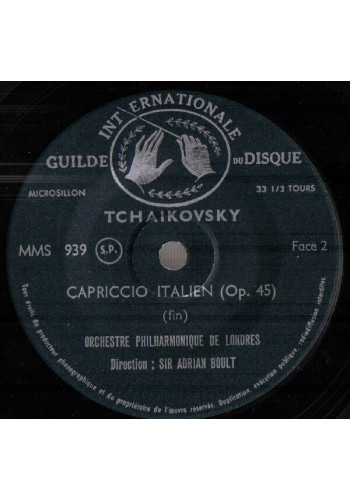 INTERNATIONALE
GUILDE DU DISQUE
MICROSILLON 33 1/3 TOURS
TCHAIKOVSKY
MMS 939 S.P. Face 2
CAPRICCIO ITALIEN (Op. 45)
(fin)
ORCHESTRE PHILHARMONIQUE DE LONDRES
Direction : SIR ADRIAN BOULT
Tous droits du producteur phonographique et du propriétaire de l'œuvre réservés. Duplication, exécution publique, radiodiffusion interdites.